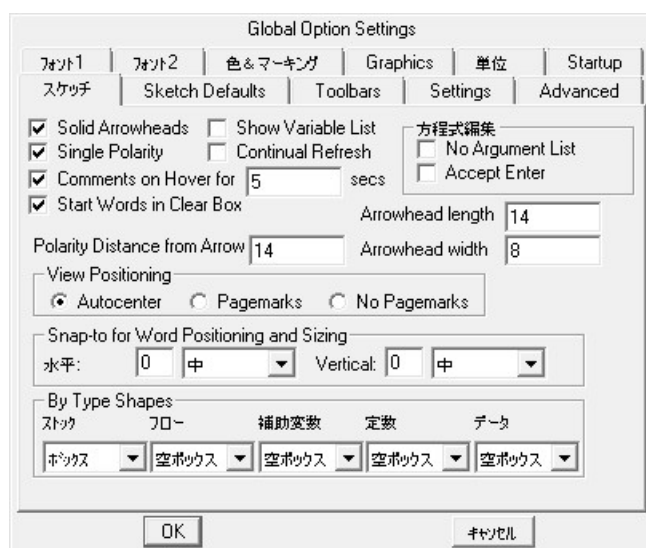 Global Option Settings
フォント1 フォント2 色&マーキング Graphics 単位 Startup
スケッチ Sketch Defaults Toolbars Settings Advanced
Solid Arrowheads Show Variable List 方程式編集
Single Polarity Continual Refresh No Argument List
Comments on Hover for 5 secs Accept Enter
Start Words in Clear Box
Arrowhead length 14
Polarity Distance from Arrow 14 Arrowhead width 8
View Positioning
Autocenter Pagemarks No Pagemarks
Snap-to for Word Positioning and Sizing
水平: 0 中 Vertical: 0 中
By Type Shapes
ストック フロー 補助変数 定数 データ
ボックス 空ボックス 空ボックス 空ボックス 空ボックス
OK キャンセル